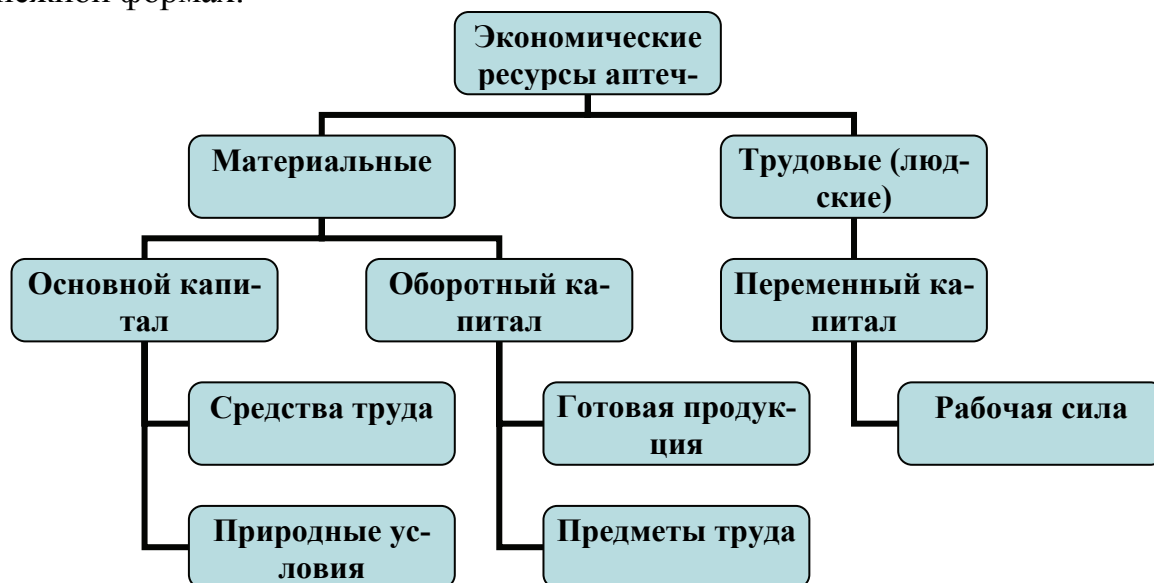 нежной формах.
Экономические
ресурсы аптеч-
Материальные
Трудовые (люд-
ские)
Основной капи-
тал
Оборотный ка-
питал
Переменный ка-
питал
Средства труда
Готовая продук-
ция
Рабочая сила
Природные ус-
ловия
Предметы труда